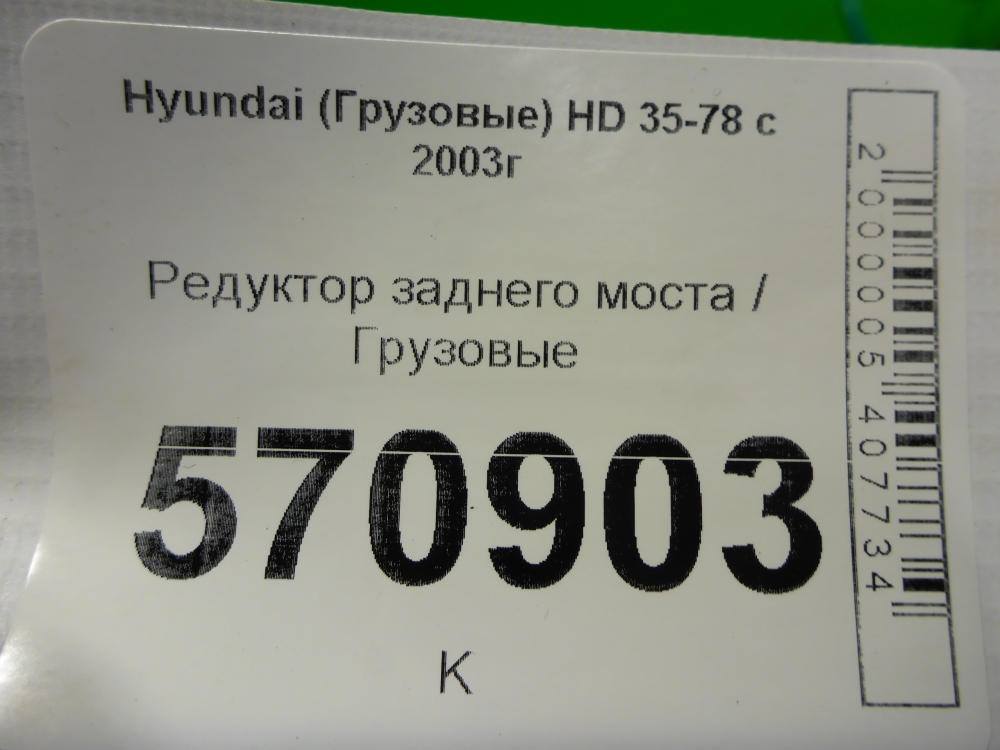 Hyundai (Грузовые) HD 35-78 с
2003г
Редуктор заднего моста /
Грузовые
570903
К
2000005407734